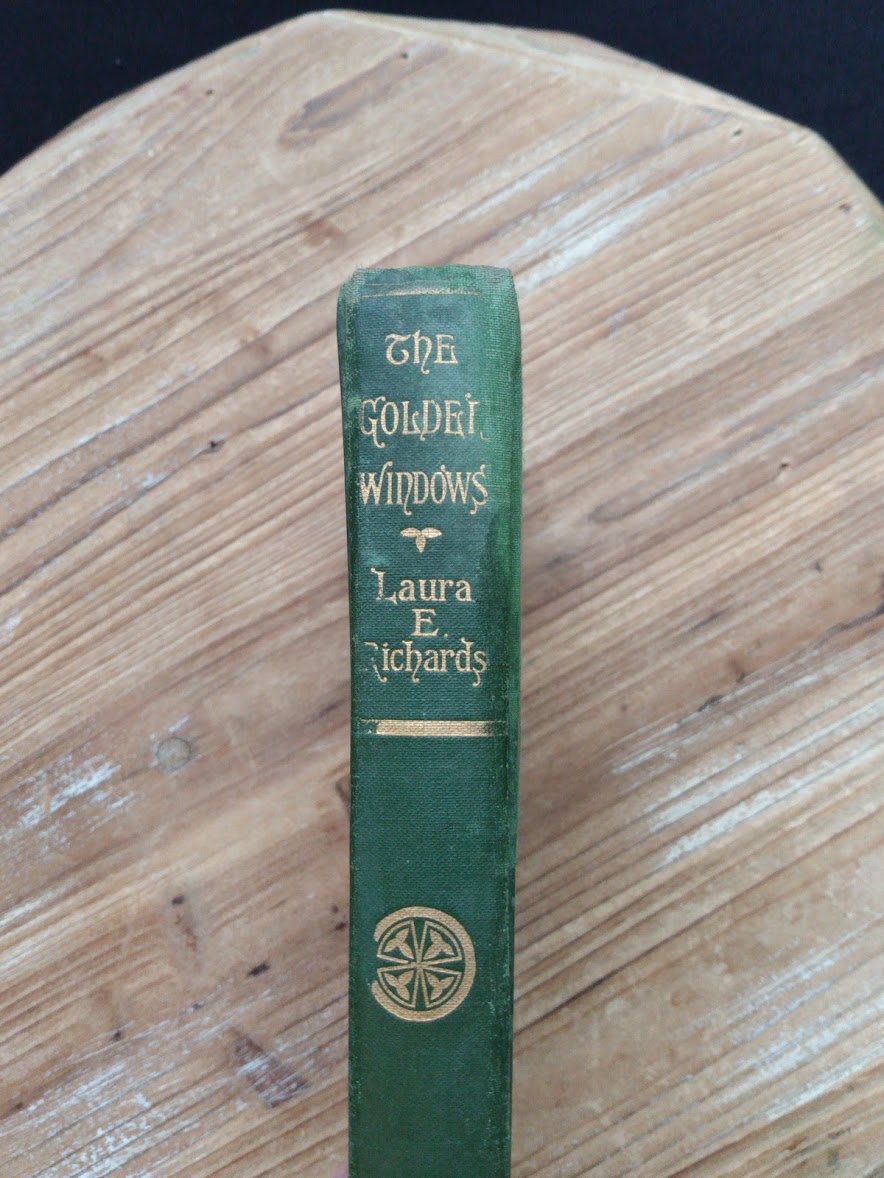 THE
GOLDEN
WINDOWS
Laura
E.
Richards